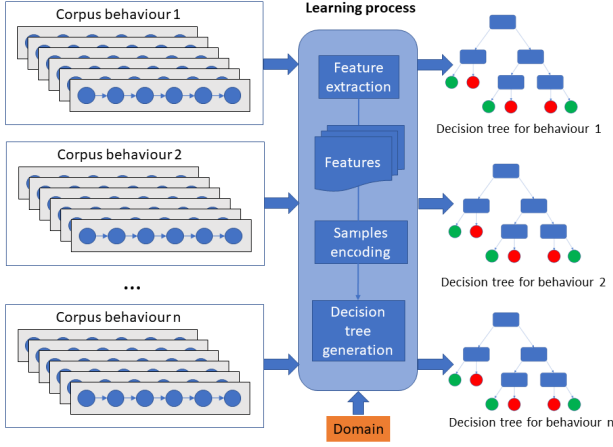 Learning process
Corpus behaviour 1
Feature
extraction
Decision tree for behaviour 1
Corpus behaviour 2
Features
Samples
encoding
Decision tree for behaviour 2
...
Corpus behaviour n
Decision
tree
generation
Decision tree for behaviour n
Domain